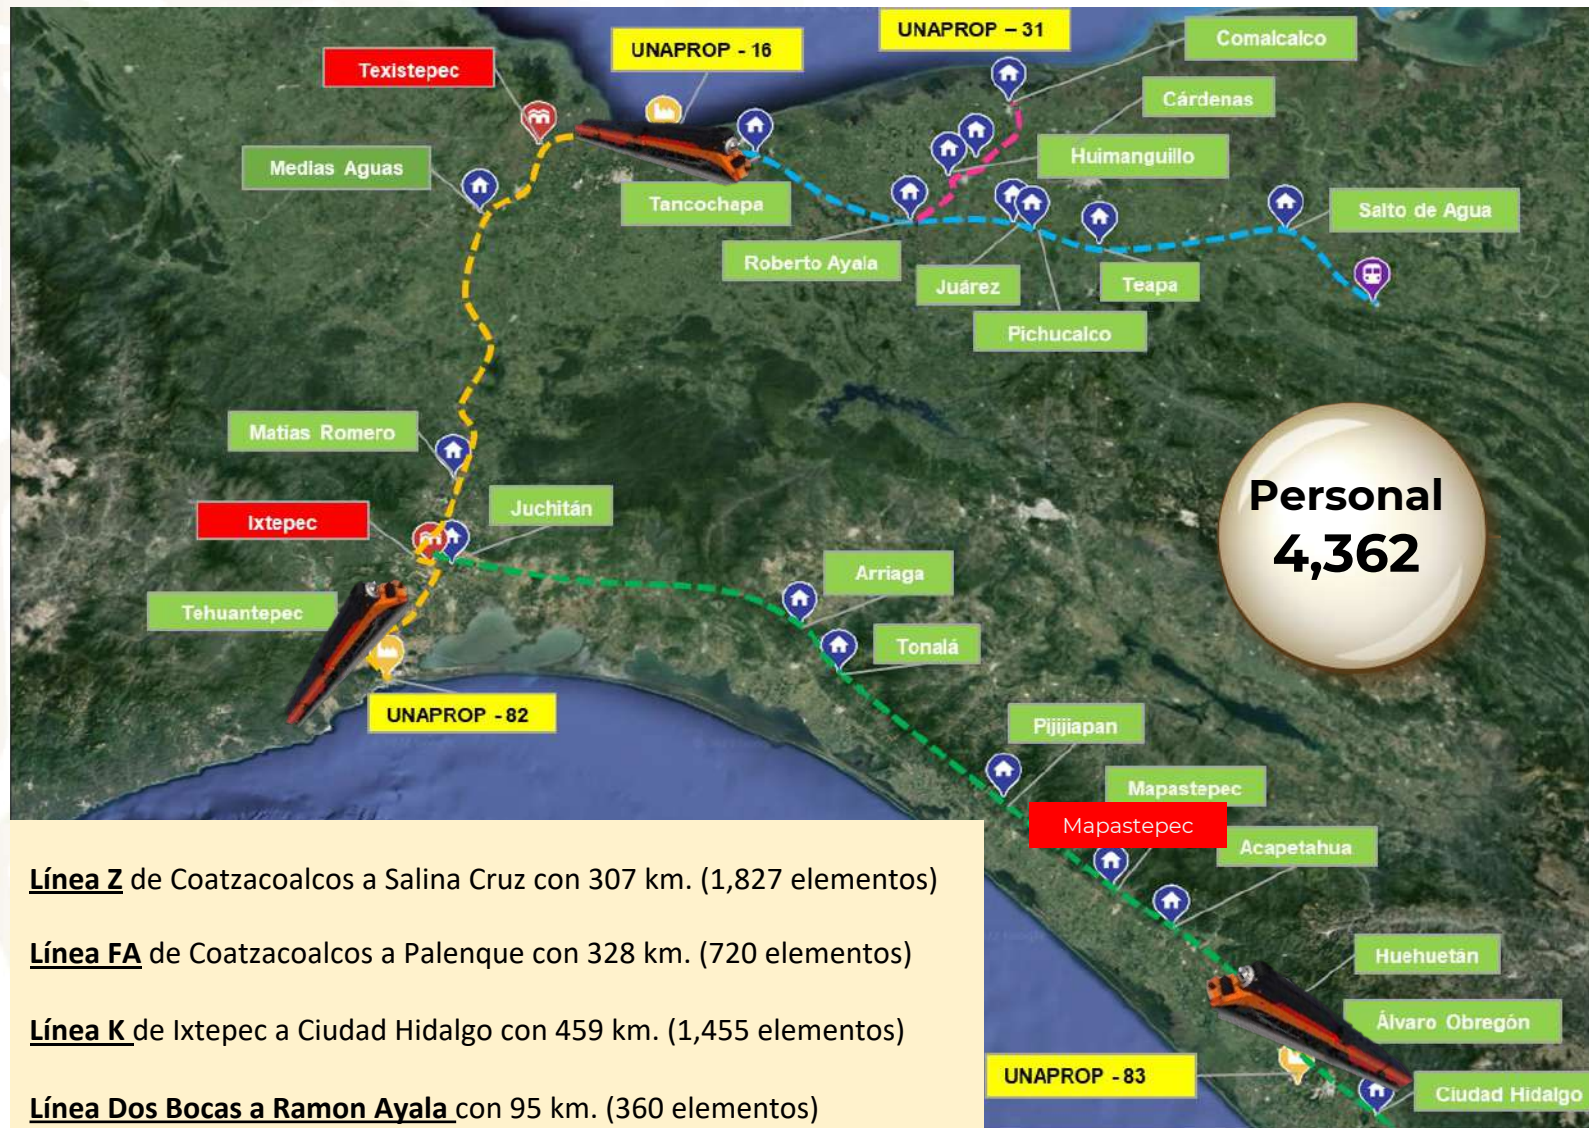 UNAPROP – 31
Comalcalco
UNAPROP - 16
Texistepec
Cárdenas
Huimanguillo
Medias Aguas
Tancochapa
Salto de Agua
Roberto Ayala
Juárez
Teapa
Pichucalco
Matías Romero
Personal
4,362
Juchitán
Ixtepec
Arriaga
Tehuantepec
Tonalá
UNAPROP - 82
Pijijiapan
Mapastepec
Mapastepec
Acapetahua
Línea Z de Coatzacoalcos a Salina Cruz con 307 km. (1,827 elementos)
Línea FA de Coatzacoalcos a Palenque con 328 km. (720 elementos)
Huehuetán
Línea K de Ixtepec a Ciudad Hidalgo con 459 km. (1,455 elementos)
Álvaro Obregón
UNAPROP - 83
Ciudad Hidalgo
Línea Dos Bocas a Ramon Ayala con 95 km. (360 elementos)